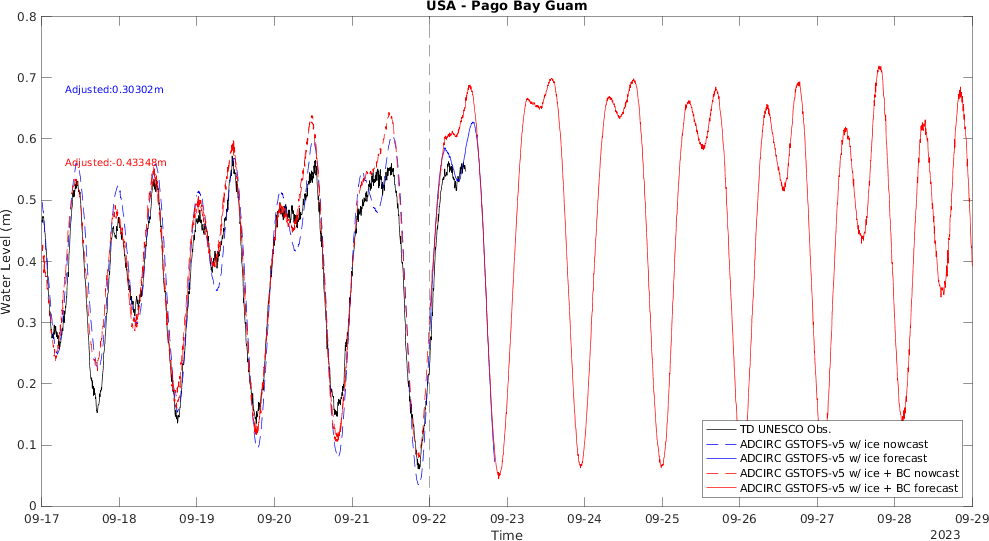 USA - Pago Bay Guam
0.8
0.7
0.6
0.5
0.4
0.3
0.2
0.1
0
Water Level (m)
Adjusted:0.30302m
Adjusted:-0.43348m
TD UNESCO Obs.
ADCIRC GSTOFS-v5 w/ ice nowcast
ADCIRC GSTOFS-v5 w/ ice forecast
ADCIRC GSTOFS-v5 w/ ice + BC nowcast
ADCIRC GSTOFS-v5 w/ ice + BC forecast
09-17 09-18 09-19 09-20 09-21 09-22 09-23 09-24 09-25 09-26 09-27 09-28 09-29
Time
2023